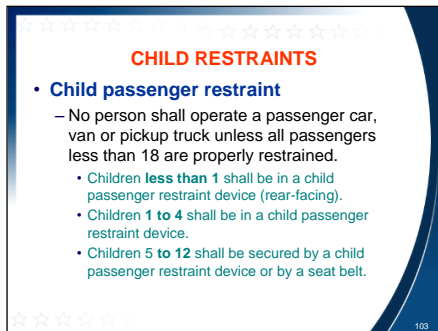 CHILD RESTRAINTS
• Child passenger restraint
– No person shall operate a passenger car,
van or pickup truck unless all passengers
less than 18 are properly restrained.
• Children less than 1 shall be in a child
passenger restraint device (rear-facing).
• Children 1 to 4 shall be in a child passenger
restraint device.
• Children 5 to 12 shall be secured by a child
passenger restraint device or by a seat belt.
103